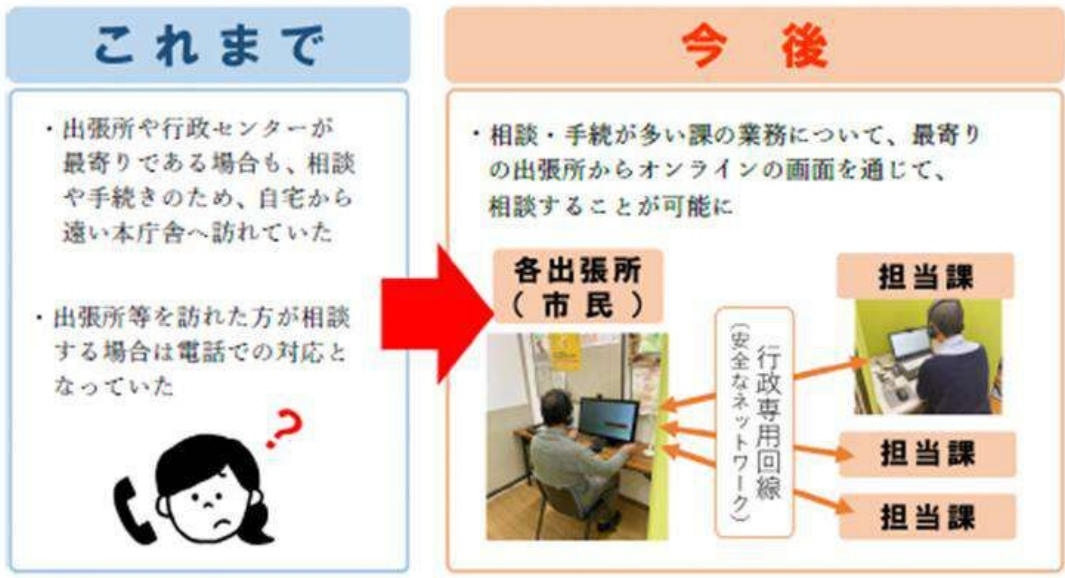 これまで
・出張所や行政センターが
最寄りである場合も、相談
や手続きのため、自宅から
遠い本庁舎へ訪れていた
・出張所等を訪れた方が相談
する場合は電話での対応と
なっていた
?
今後
・相談・手続が多い課の業務について、最寄り
の出張所からオンラインの画面を通じて、
相談することが可能に
各出張所
(市民)
行政専用回線
(安全なネットワーク)
担当課
担当課
担当課